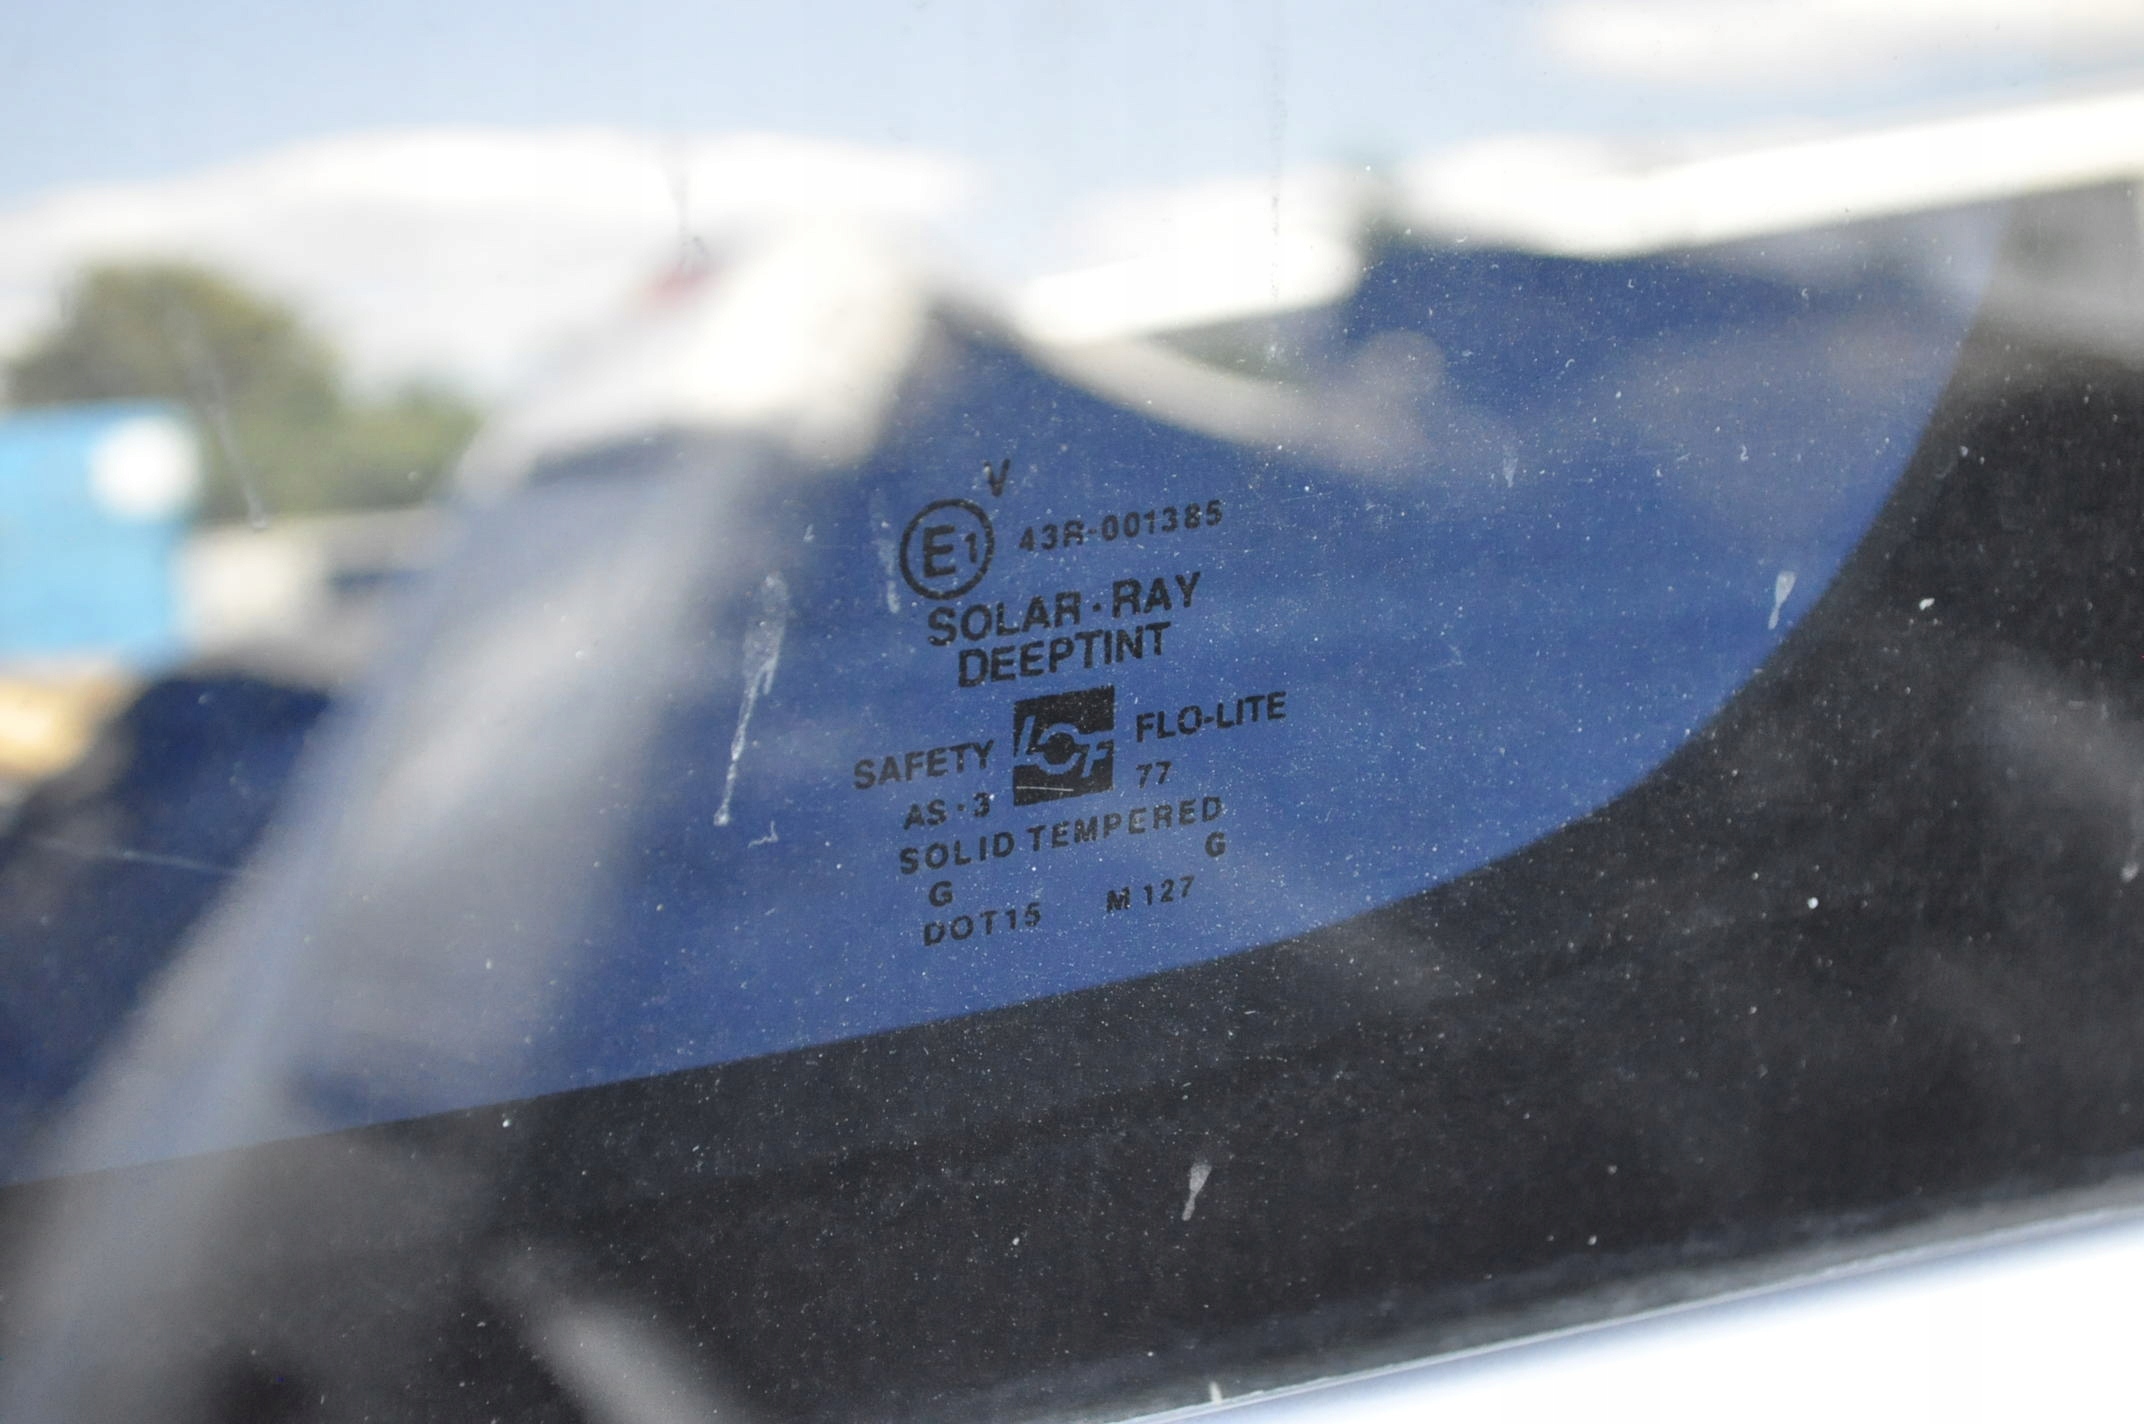 V
E1 43R-001385
SOLAR·RAY
DEEPTINT
SAFETY LOF FLO-LITE
AS·3 77
SOLID TEMPERED
G G
DOT15 M 127